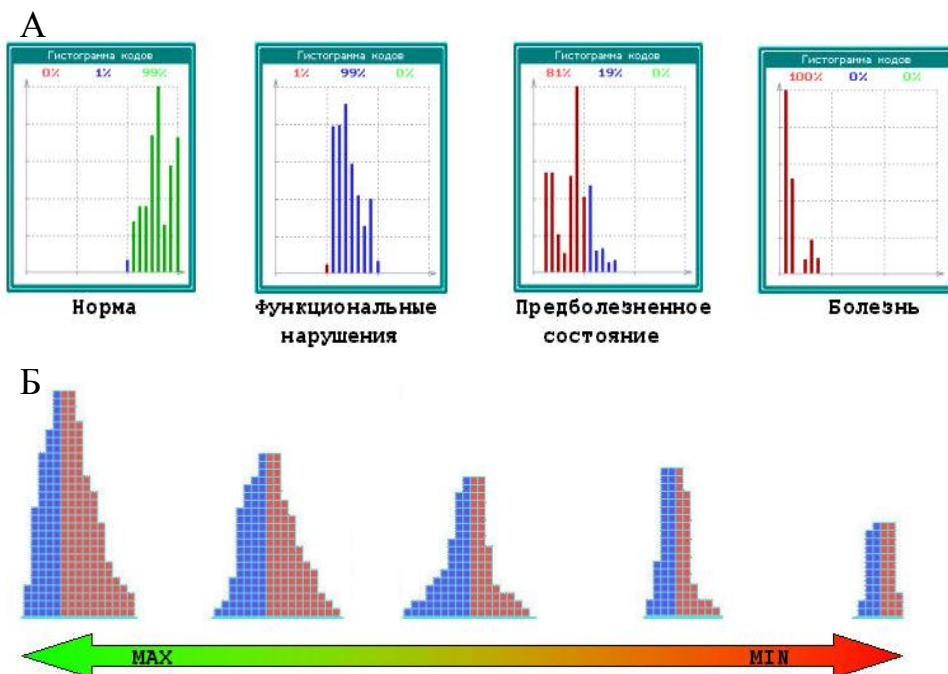 А
Гистограмма кодов
0% 1% 99%
Норма
Гистограмма кодов
1% 99% 0%
Функциональные
нарушения
Гистограмма кодов
81% 19% 0%
Предболезненное
состояние
Гистограмма кодов
100% 0% 0%
Болезнь
Б
MAX MIN